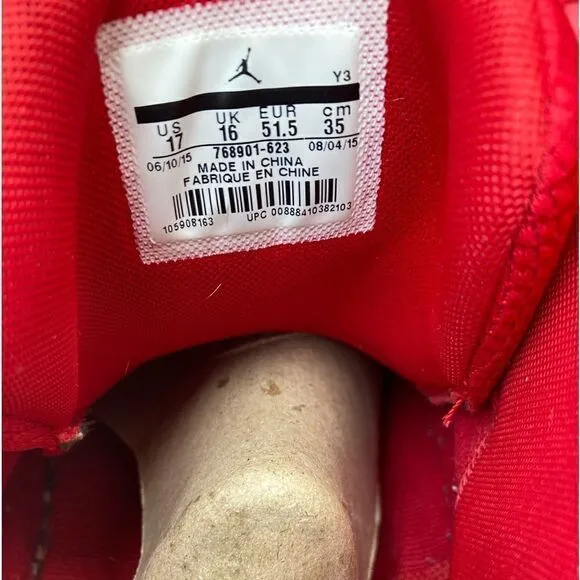 Y3
US UK EUR cm
17 16 51.5 35
06/10/15 768901-623 08/04/15
MADE IN CHINA
FABRIQUE EN CHINE
105908163 UPC 00888410382103